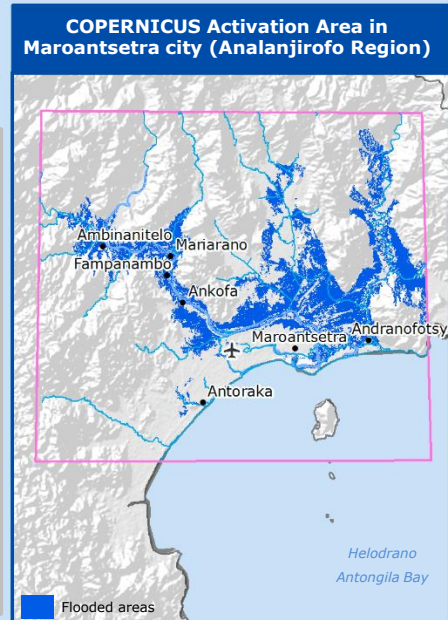 COPERNICUS Activation Area in
Maroantsetra city (Analanjirofo Region)
Ambinanitelo
Mariarano
Fampanambo
Ankofa
Maroantsetra
Andranofotsy
Antoraka
Helodrano
Antongila Bay
Flooded areas